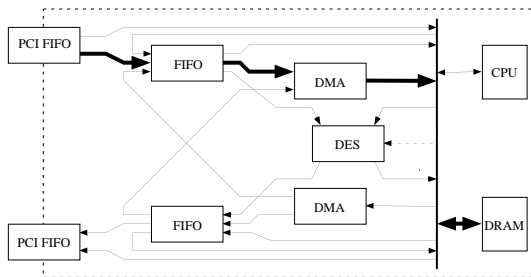 PCI FIFO
FIFO
DMA
CPU
DES
DMA
FIFO
PCI FIFO
DRAM